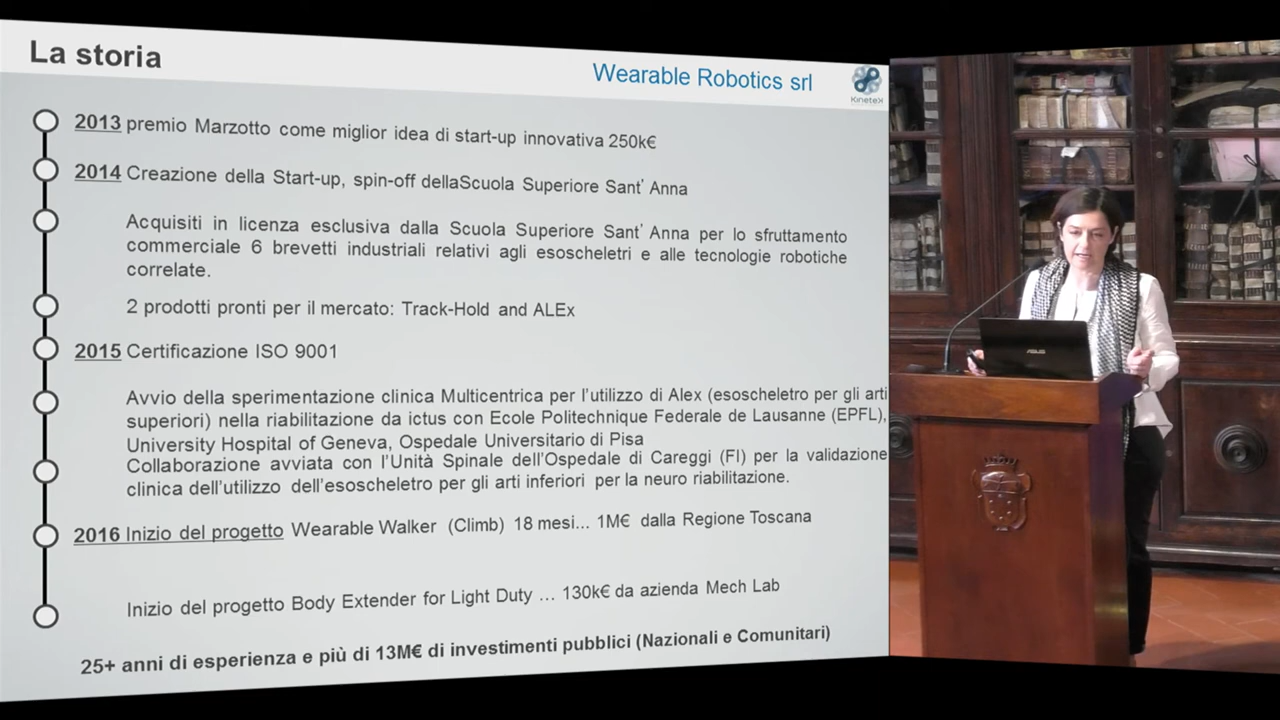 La storia
Wearable Robotics srl
KineteX
2013 premio Marzotto come miglior idea di start-up innovativa 250k€
2014 Creazione della Start-up, spin-off dellaScuola Superiore Sant' Anna
Acquisiti in licenza esclusiva dalla Scuola Superiore Sant' Anna per lo sfruttamento
commerciale 6 brevetti industriali relativi agli esoscheletri e alle tecnologie robotiche
correlate.
2 prodotti pronti per il mercato: Track-Hold and ALEx
2015 Certificazione ISO 9001
Avvio della sperimentazione clinica Multicentrica per l'utilizzo di Alex (esoscheletro per gli arti
superiori) nella riabilitazione da ictus con Ecole Politechnique Federale de Lausanne (EPFL),
University Hospital of Geneva, Ospedale Universitario di Pisa
Collaborazione avviata con l'Unità Spinale dell'Ospedale di Careggi (FI) per la validazione
clinica dell'utilizzo dell'esoscheletro per gli arti inferiori per la neuro riabilitazione.
2016 Inizio del progetto Wearable Walker (Climb) 18 mesi... 1M€ dalla Regione Toscana
Inizio del progetto Body Extender for Light Duty ... 130k€ da azienda Mech Lab
25+ anni di esperienza e più di 13M€ di investimenti pubblici (Nazionali e Comunitari)
ASUS